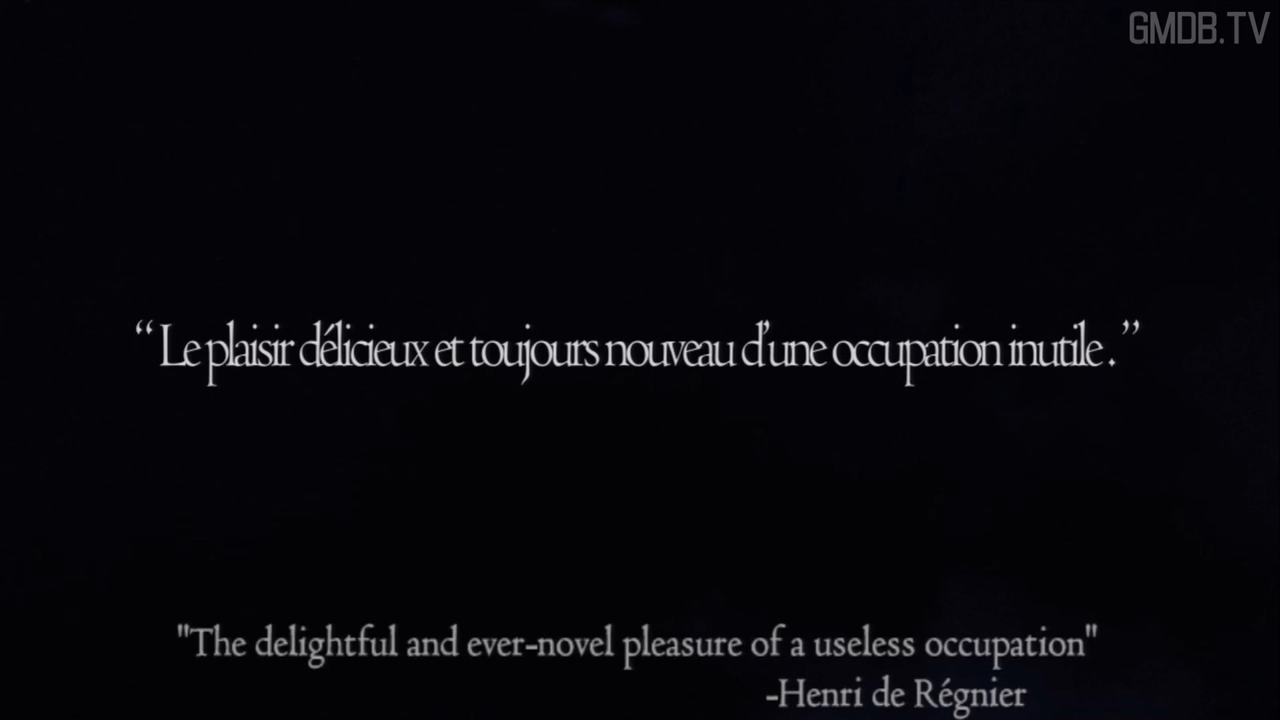 GMDB.TV
“Le plaisir délicieux et toujours nouveau d’une occupation inutile.”
"The delightful and ever-novel pleasure of a useless occupation"
-Henri de Régnier